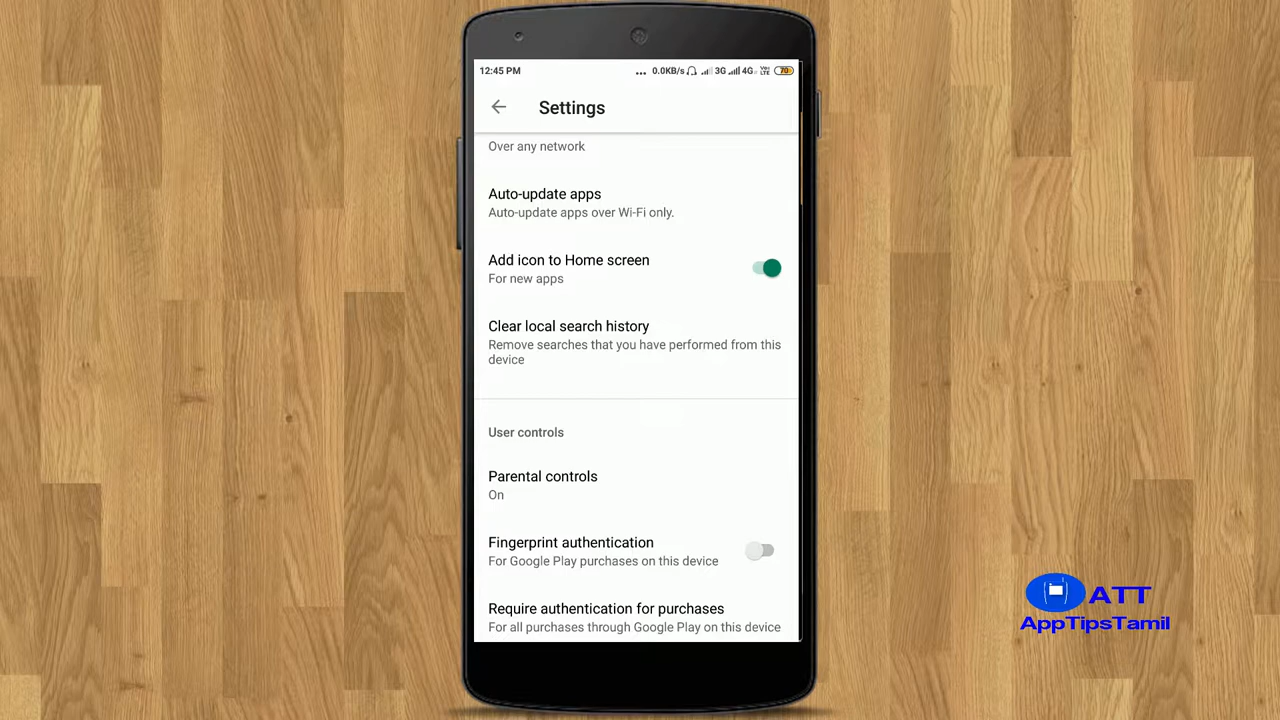 12:45 PM
... 0.0KB/s 3G 4G VoLTE 70
Settings
Over any network
Auto-update apps
Auto-update apps over Wi-Fi only.
Add icon to Home screen
For new apps
Clear local search history
Remove searches that you have performed from this
device
User controls
Parental controls
On
Fingerprint authentication
For Google Play purchases on this device
Require authentication for purchases
For all purchases through Google Play on this device
ATT
AppTipsTamil